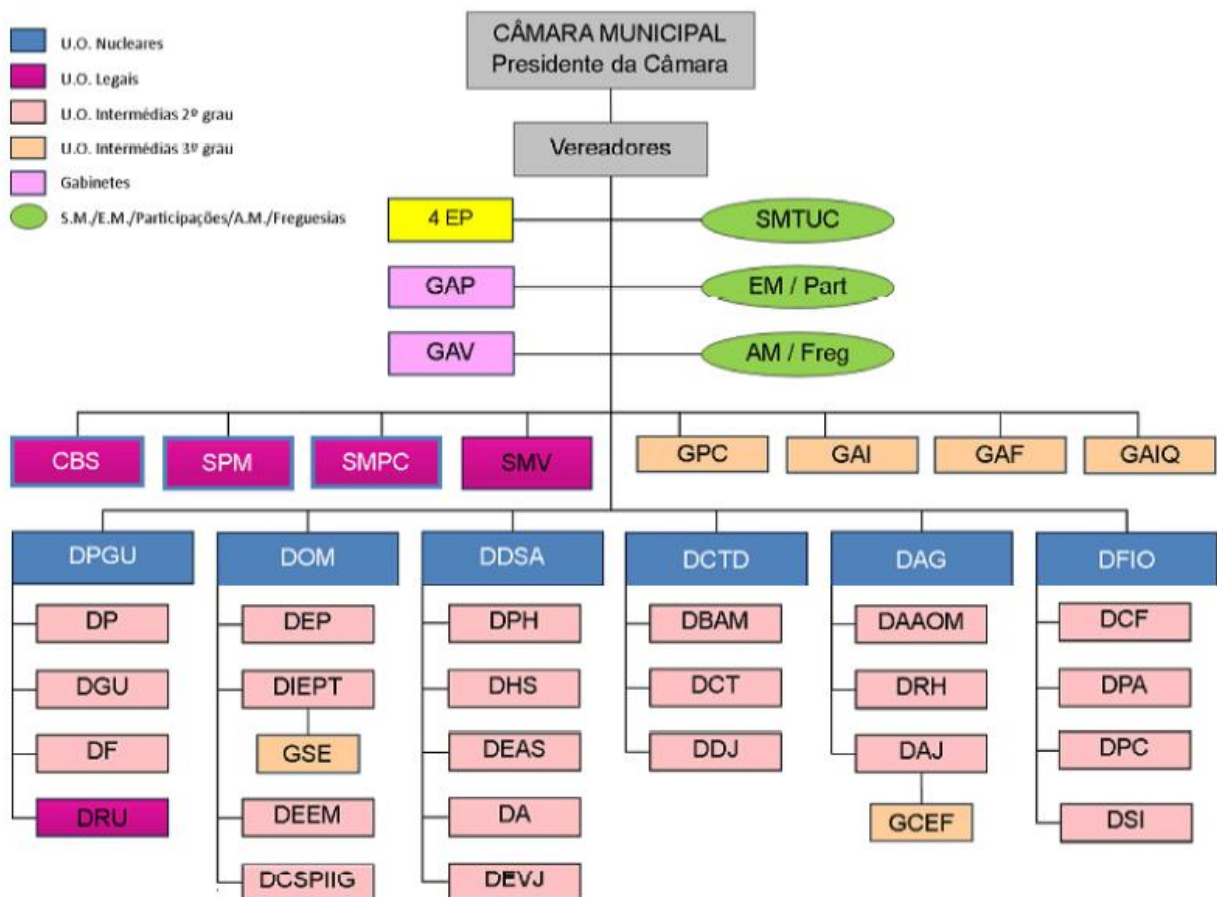 U.O. Nucleares
U.O. Legais
U.O. Intermédias 2º grau
U.O. Intermédias 3º grau
Gabinetes
S.M./E.M./Participações/A.M./Freguesias
CÂMARA MUNICIPAL
Presidente da Câmara
Vereadores
4 EP
SMTUC
GAP
EM / Part
GAV
AM / Freg
CBS
SPM
SMPC
SMV
GPC
GAI
GAF
GAIQ
DPGU
DOM
DDSA
DCTD
DAG
DFIO
DP
DEP
DPH
DBAM
DAAOM
DCF
DGU
DIEPT
DHS
DCT
DRH
DPA
DF
GSE
DEAS
DDJ
DAJ
DPC
DRU
DEEM
DA
GCEF
DSI
DCSPIIG
DEVJ